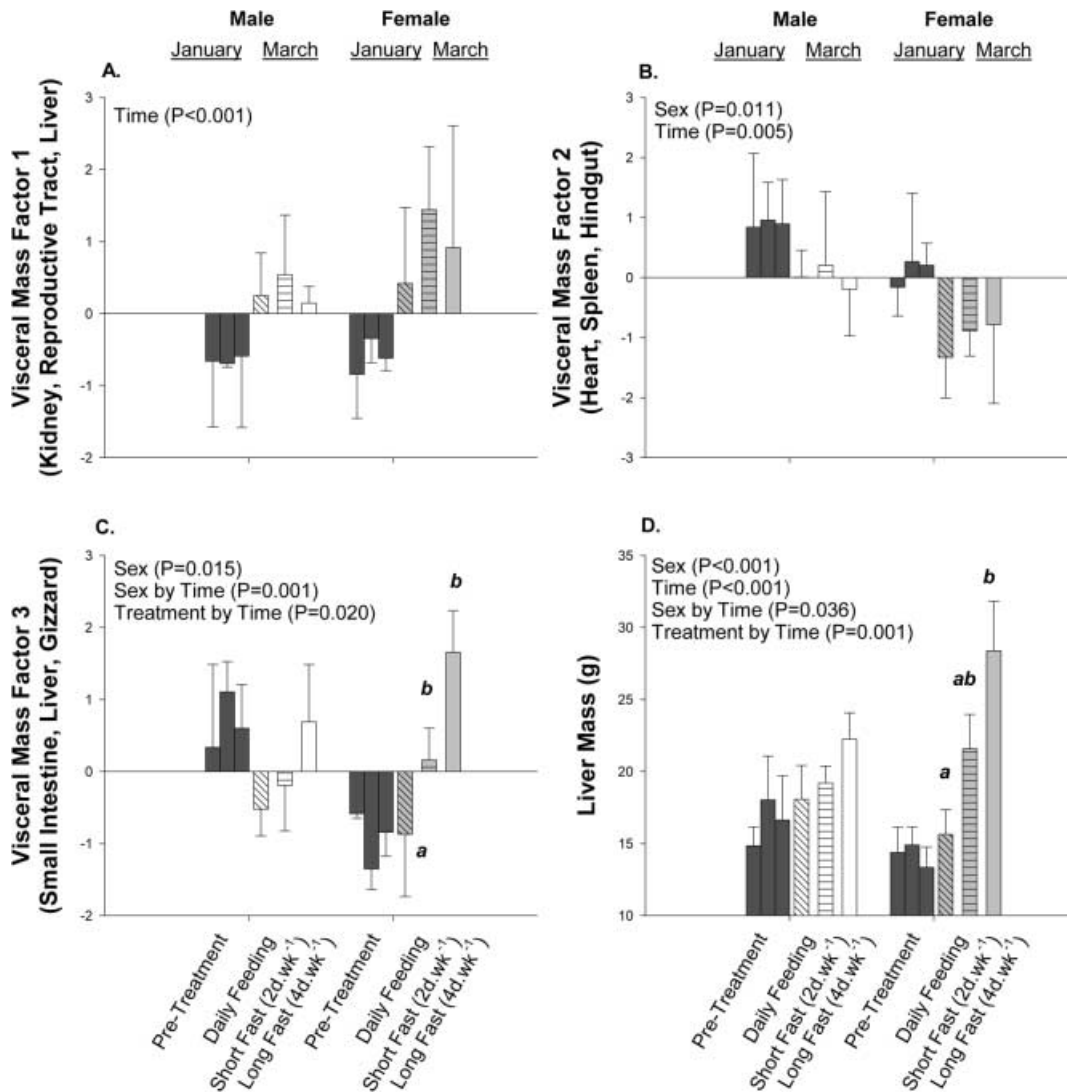 Male Female Male Female
January March January March January March January March
A.
Visceral Mass Factor 1
(Kidney, Reproductive Tract, Liver)
3
2
1
0
-1
-2
Time (P<0.001)
B.
Visceral Mass Factor 2
(Heart, Spleen, Hindgut)
3
2
1
0
-1
-2
-3
Sex (P=0.011)
Time (P=0.005)
C.
Visceral Mass Factor 3
(Small Intestine, Liver, Gizzard)
3
2
1
0
-1
-2
Sex (P=0.015)
Sex by Time (P=0.001)
Treatment by Time (P=0.020)
b
b
a
Pre-Treatment
Daily Feeding
Short Fast (2d.wk⁻¹)
Long Fast (4d.wk⁻¹)
Pre-Treatment
Daily Feeding
Short Fast (2d.wk⁻¹)
Long Fast (4d.wk⁻¹)
D.
Liver Mass (g)
35
30
25
20
15
10
Sex (P<0.001)
Time (P<0.001)
Sex by Time (P=0.036)
Treatment by Time (P=0.001)
b
ab
a
Pre-Treatment
Daily Feeding
Short Fast (2d.wk⁻¹)
Long Fast (4d.wk⁻¹)
Pre-Treatment
Daily Feeding
Short Fast (2d.wk⁻¹)
Long Fast (4d.wk⁻¹)